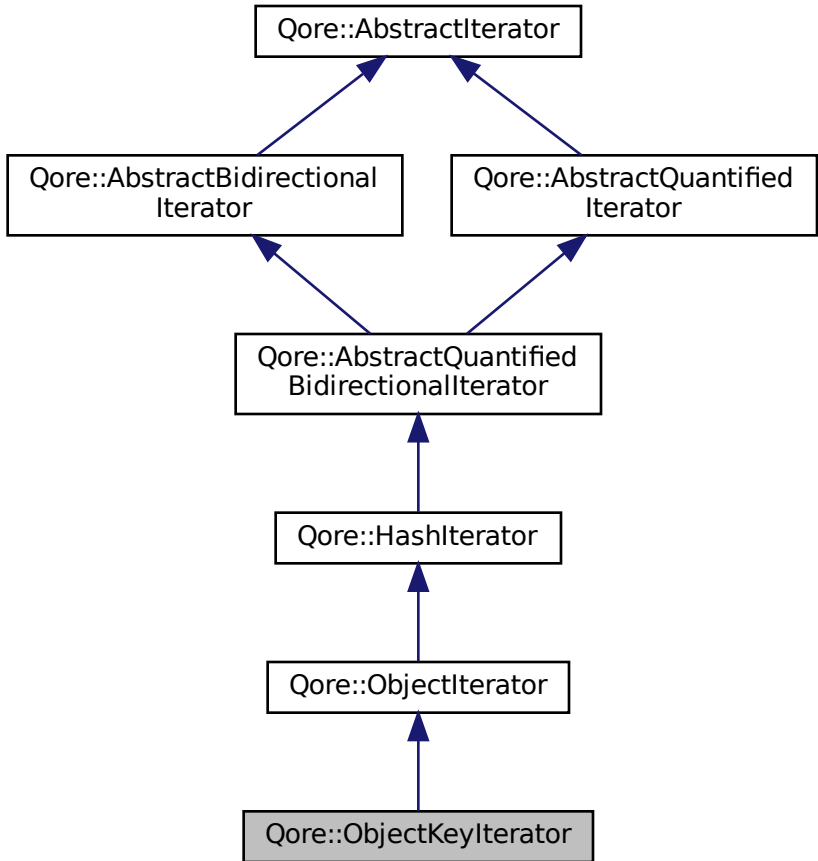 Qore::AbstractIterator
Qore::AbstractBidirectional
Iterator
Qore::AbstractQuantified
Iterator
Qore::AbstractQuantified
BidirectionalIterator
Qore::HashIterator
Qore::ObjectIterator
Qore::ObjectKeyIterator